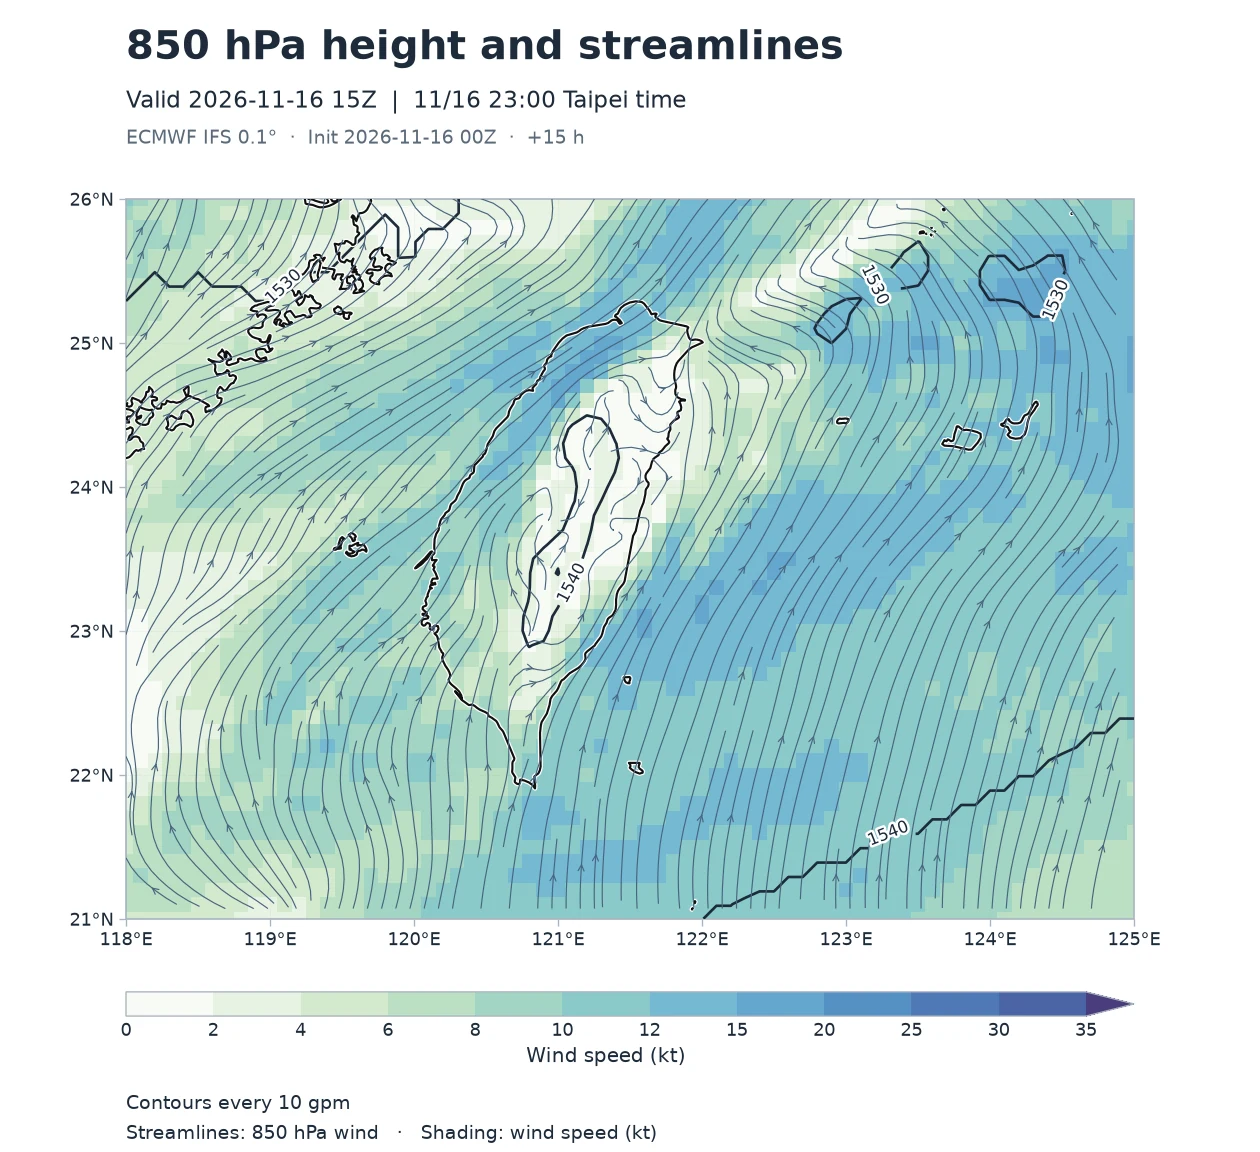 850 hPa height and streamlines
Valid 2026-11-16 15Z | 11/16 23:00 Taipei time
ECMWF IFS 0.1° · Init 2026-11-16 00Z · +15 h
26°N
25°N
24°N
23°N
22°N
21°N
1530
1530
1530
1540
1540
118°E 119°E 120°E 121°E 122°E 123°E 124°E 125°E
0 2 4 6 8 10 12 15 20 25 30 35
Wind speed (kt)
Contours every 10 gpm
Streamlines: 850 hPa wind · Shading: wind speed (kt)